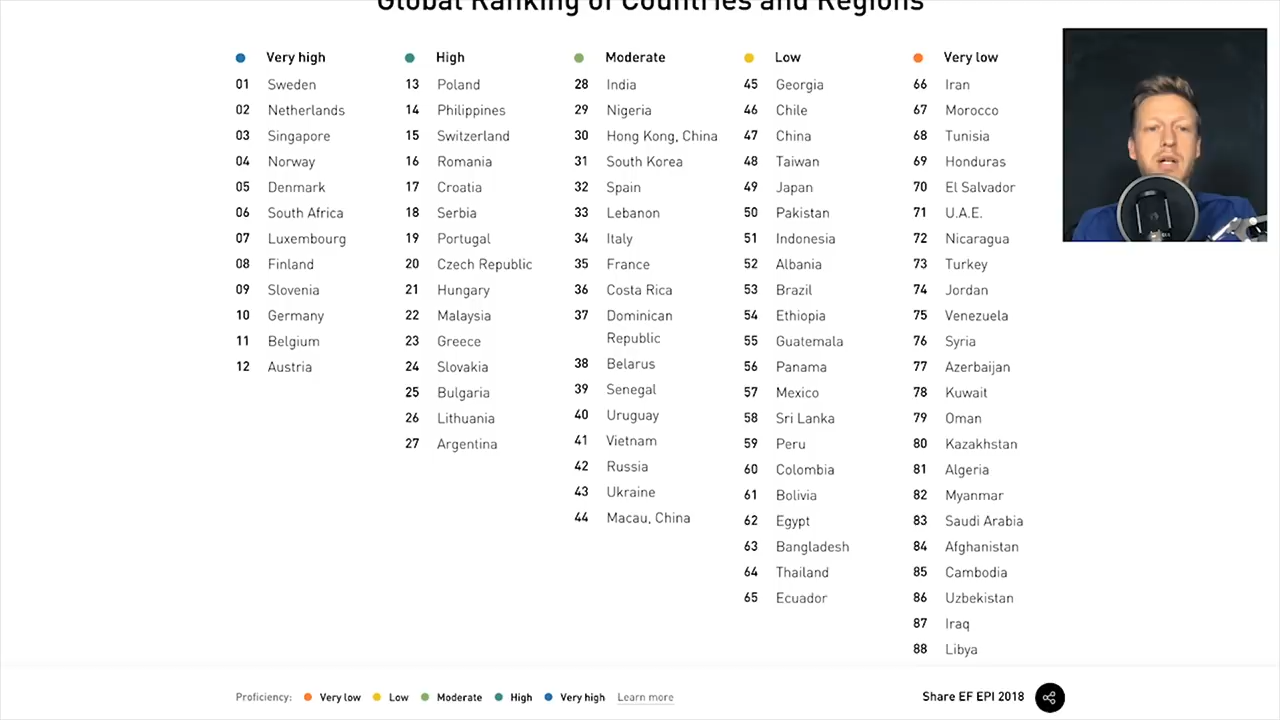 Global Ranking of Countries and Regions
Very high
01 Sweden
02 Netherlands
03 Singapore
04 Norway
05 Denmark
06 South Africa
07 Luxembourg
08 Finland
09 Slovenia
10 Germany
11 Belgium
12 Austria
High
13 Poland
14 Philippines
15 Switzerland
16 Romania
17 Croatia
18 Serbia
19 Portugal
20 Czech Republic
21 Hungary
22 Malaysia
23 Greece
24 Slovakia
25 Bulgaria
26 Lithuania
27 Argentina
Moderate
28 India
29 Nigeria
30 Hong Kong, China
31 South Korea
32 Spain
33 Lebanon
34 Italy
35 France
36 Costa Rica
37 Dominican
Republic
38 Belarus
39 Senegal
40 Uruguay
41 Vietnam
42 Russia
43 Ukraine
44 Macau, China
Low
45 Georgia
46 Chile
47 China
48 Taiwan
49 Japan
50 Pakistan
51 Indonesia
52 Albania
53 Brazil
54 Ethiopia
55 Guatemala
56 Panama
57 Mexico
58 Sri Lanka
59 Peru
60 Colombia
61 Bolivia
62 Egypt
63 Bangladesh
64 Thailand
65 Ecuador
Very low
66 Iran
67 Morocco
68 Tunisia
69 Honduras
70 El Salvador
71 U.A.E.
72 Nicaragua
73 Turkey
74 Jordan
75 Venezuela
76 Syria
77 Azerbaijan
78 Kuwait
79 Oman
80 Kazakhstan
81 Algeria
82 Myanmar
83 Saudi Arabia
84 Afghanistan
85 Cambodia
86 Uzbekistan
87 Iraq
88 Libya
Proficiency: Very low Low Moderate High Very high Learn more
Share EF EPI 2018